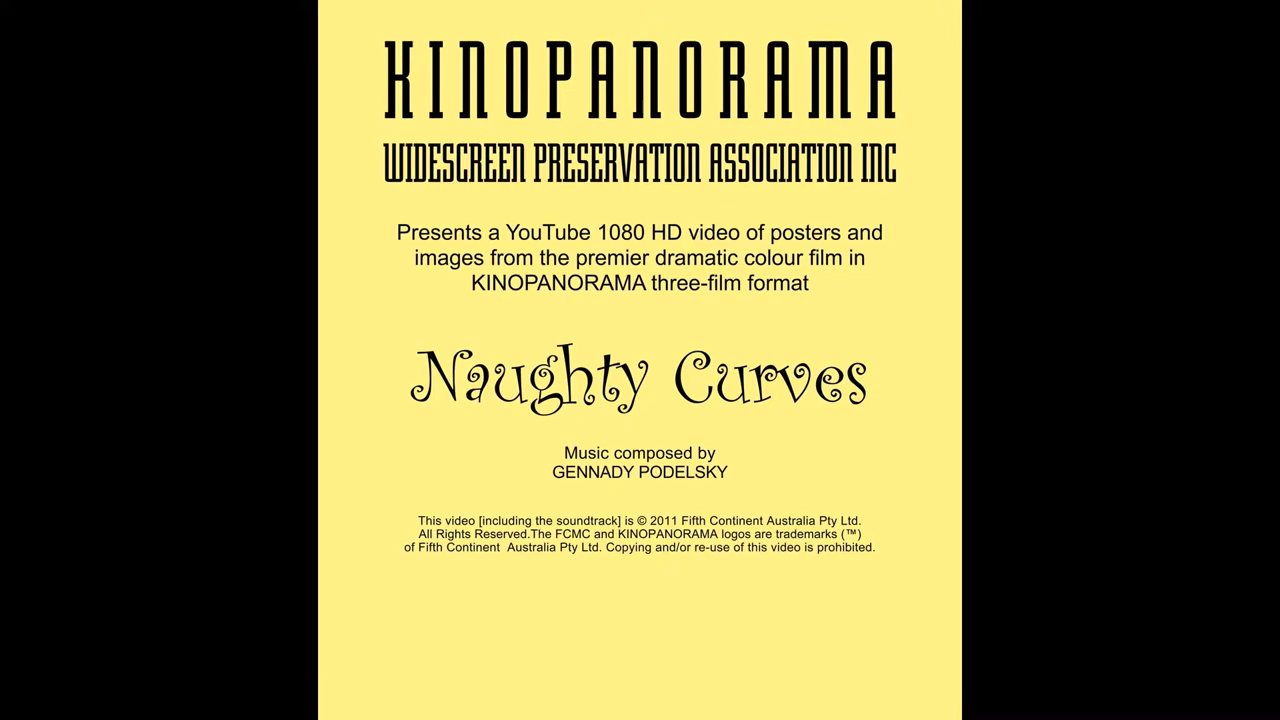 KINOPANORAMA
WIDESCREEN PRESERVATION ASSOCIATION INC
Presents a YouTube 1080 HD video of posters and
images from the premier dramatic colour film in
KINOPANORAMA three-film format
Naughty Curves
Music composed by
GENNADY PODELSKY
This video [including the soundtrack] is © 2011 Fifth Continent Australia Pty Ltd.
All Rights Reserved.The FCMC and KINOPANORAMA logos are trademarks (™)
of Fifth Continent  Australia Pty Ltd. Copying and/or re-use of this video is prohibited.